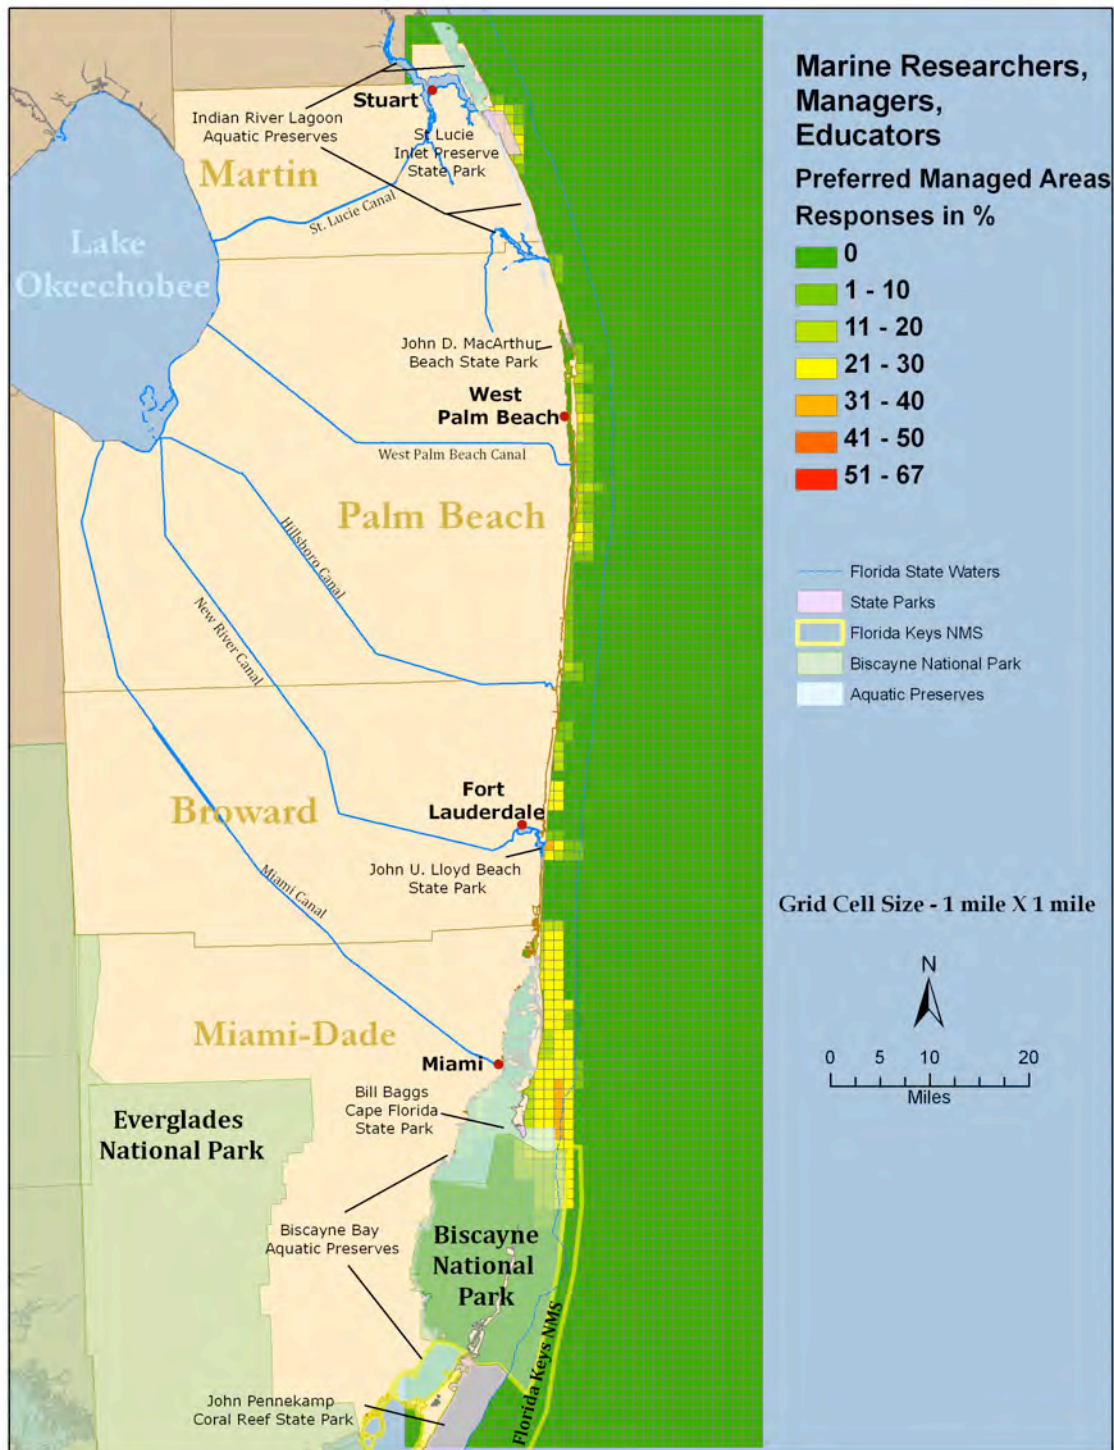 Marine Researchers,
Managers,
Educators
Preferred Managed Areas
Responses in %
0
1 - 10
11 - 20
21 - 30
31 - 40
41 - 50
51 - 67
Florida State Waters
State Parks
Florida Keys NMS
Biscayne National Park
Aquatic Preserves
Grid Cell Size - 1 mile X 1 mile
N
0 5 10 20
Miles
Stuart
Indian River Lagoon
Aquatic Preserves
St Lucie
Inlet Preserve
State Park
Martin
St. Lucie Canal
Lake
Okeechobee
John D. MacArthur
Beach State Park
West
Palm Beach
West Palm Beach Canal
Palm Beach
Hillsboro Canal
New River Canal
Fort
Lauderdale
Broward
John U. Lloyd Beach
State Park
Miami Canal
Miami-Dade
Miami
Bill Baggs
Cape Florida
State Park
Everglades
National Park
Biscayne Bay
Aquatic Preserves
Biscayne
National
Park
Florida Keys NMS
John Pennekamp
Coral Reef State Park